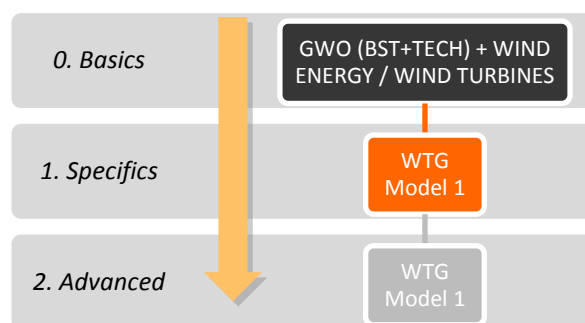 0. Basics
GWO (BST+TECH) + WIND
ENERGY / WIND TURBINES
1. Specifics
WTG
Model 1
2. Advanced
WTG
Model 1